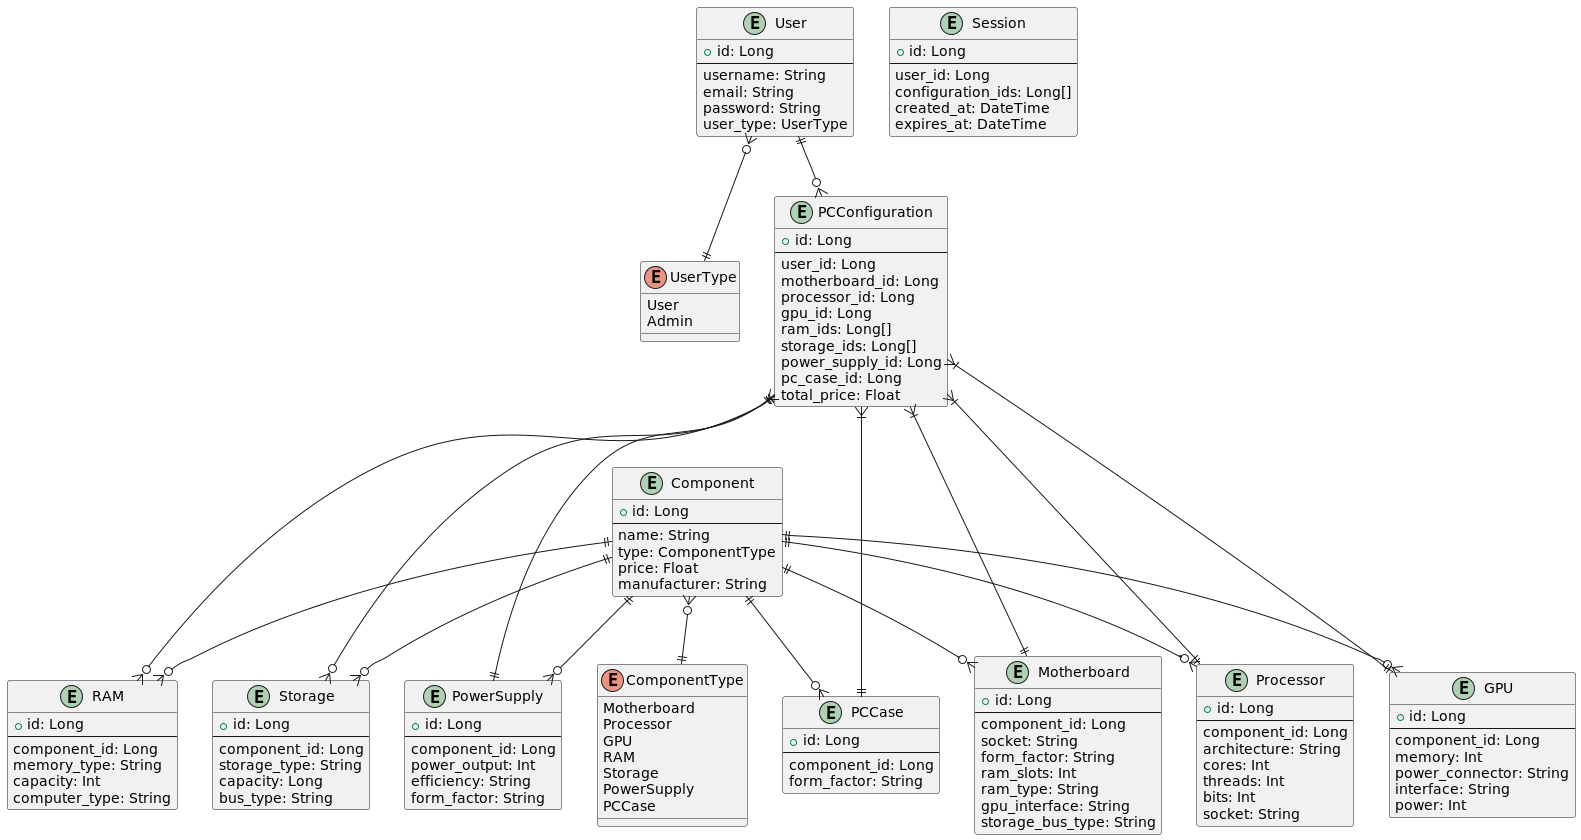 E User
id: Long
username: String
email: String
password: String
user_type: UserType
E Session
id: Long
user_id: Long
configuration_ids: Long[]
created_at: DateTime
expires_at: DateTime
E PCConfiguration
id: Long
user_id: Long
motherboard_id: Long
processor_id: Long
gpu_id: Long
ram_ids: Long[]
storage_ids: Long[]
power_supply_id: Long
pc_case_id: Long
total_price: Float
E UserType
User
Admin
E Component
id: Long
name: String
type: ComponentType
price: Float
manufacturer: String
E RAM
id: Long
component_id: Long
memory_type: String
capacity: Int
computer_type: String
E Storage
id: Long
component_id: Long
storage_type: String
capacity: Long
bus_type: String
E PowerSupply
id: Long
component_id: Long
power_output: Int
efficiency: String
form_factor: String
E ComponentType
Motherboard
Processor
GPU
RAM
Storage
PowerSupply
PCCase
E PCCase
id: Long
component_id: Long
form_factor: String
E Motherboard
id: Long
component_id: Long
socket: String
form_factor: String
ram_slots: Int
ram_type: String
gpu_interface: String
storage_bus_type: String
E Processor
id: Long
component_id: Long
architecture: String
cores: Int
threads: Int
bits: Int
socket: String
E GPU
id: Long
component_id: Long
memory: Int
power_connector: String
interface: String
power: Int